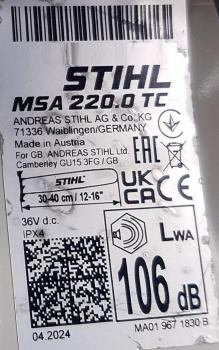 STIHL
MSA 220.0 TC
ANDREAS STIHL AG & Co. KG
71336 Waiblingen/GERMANY
Made in Austria
For GB: ANDREAS STIHL Ltd.
Camberley GU15 3FG / GB
EAC
STIHL
30-40 cm / 12-16"
UK
CA
CE
36V d.c.
IPX4
LWA
106 dB
04.2024
MA01 967 1830 B